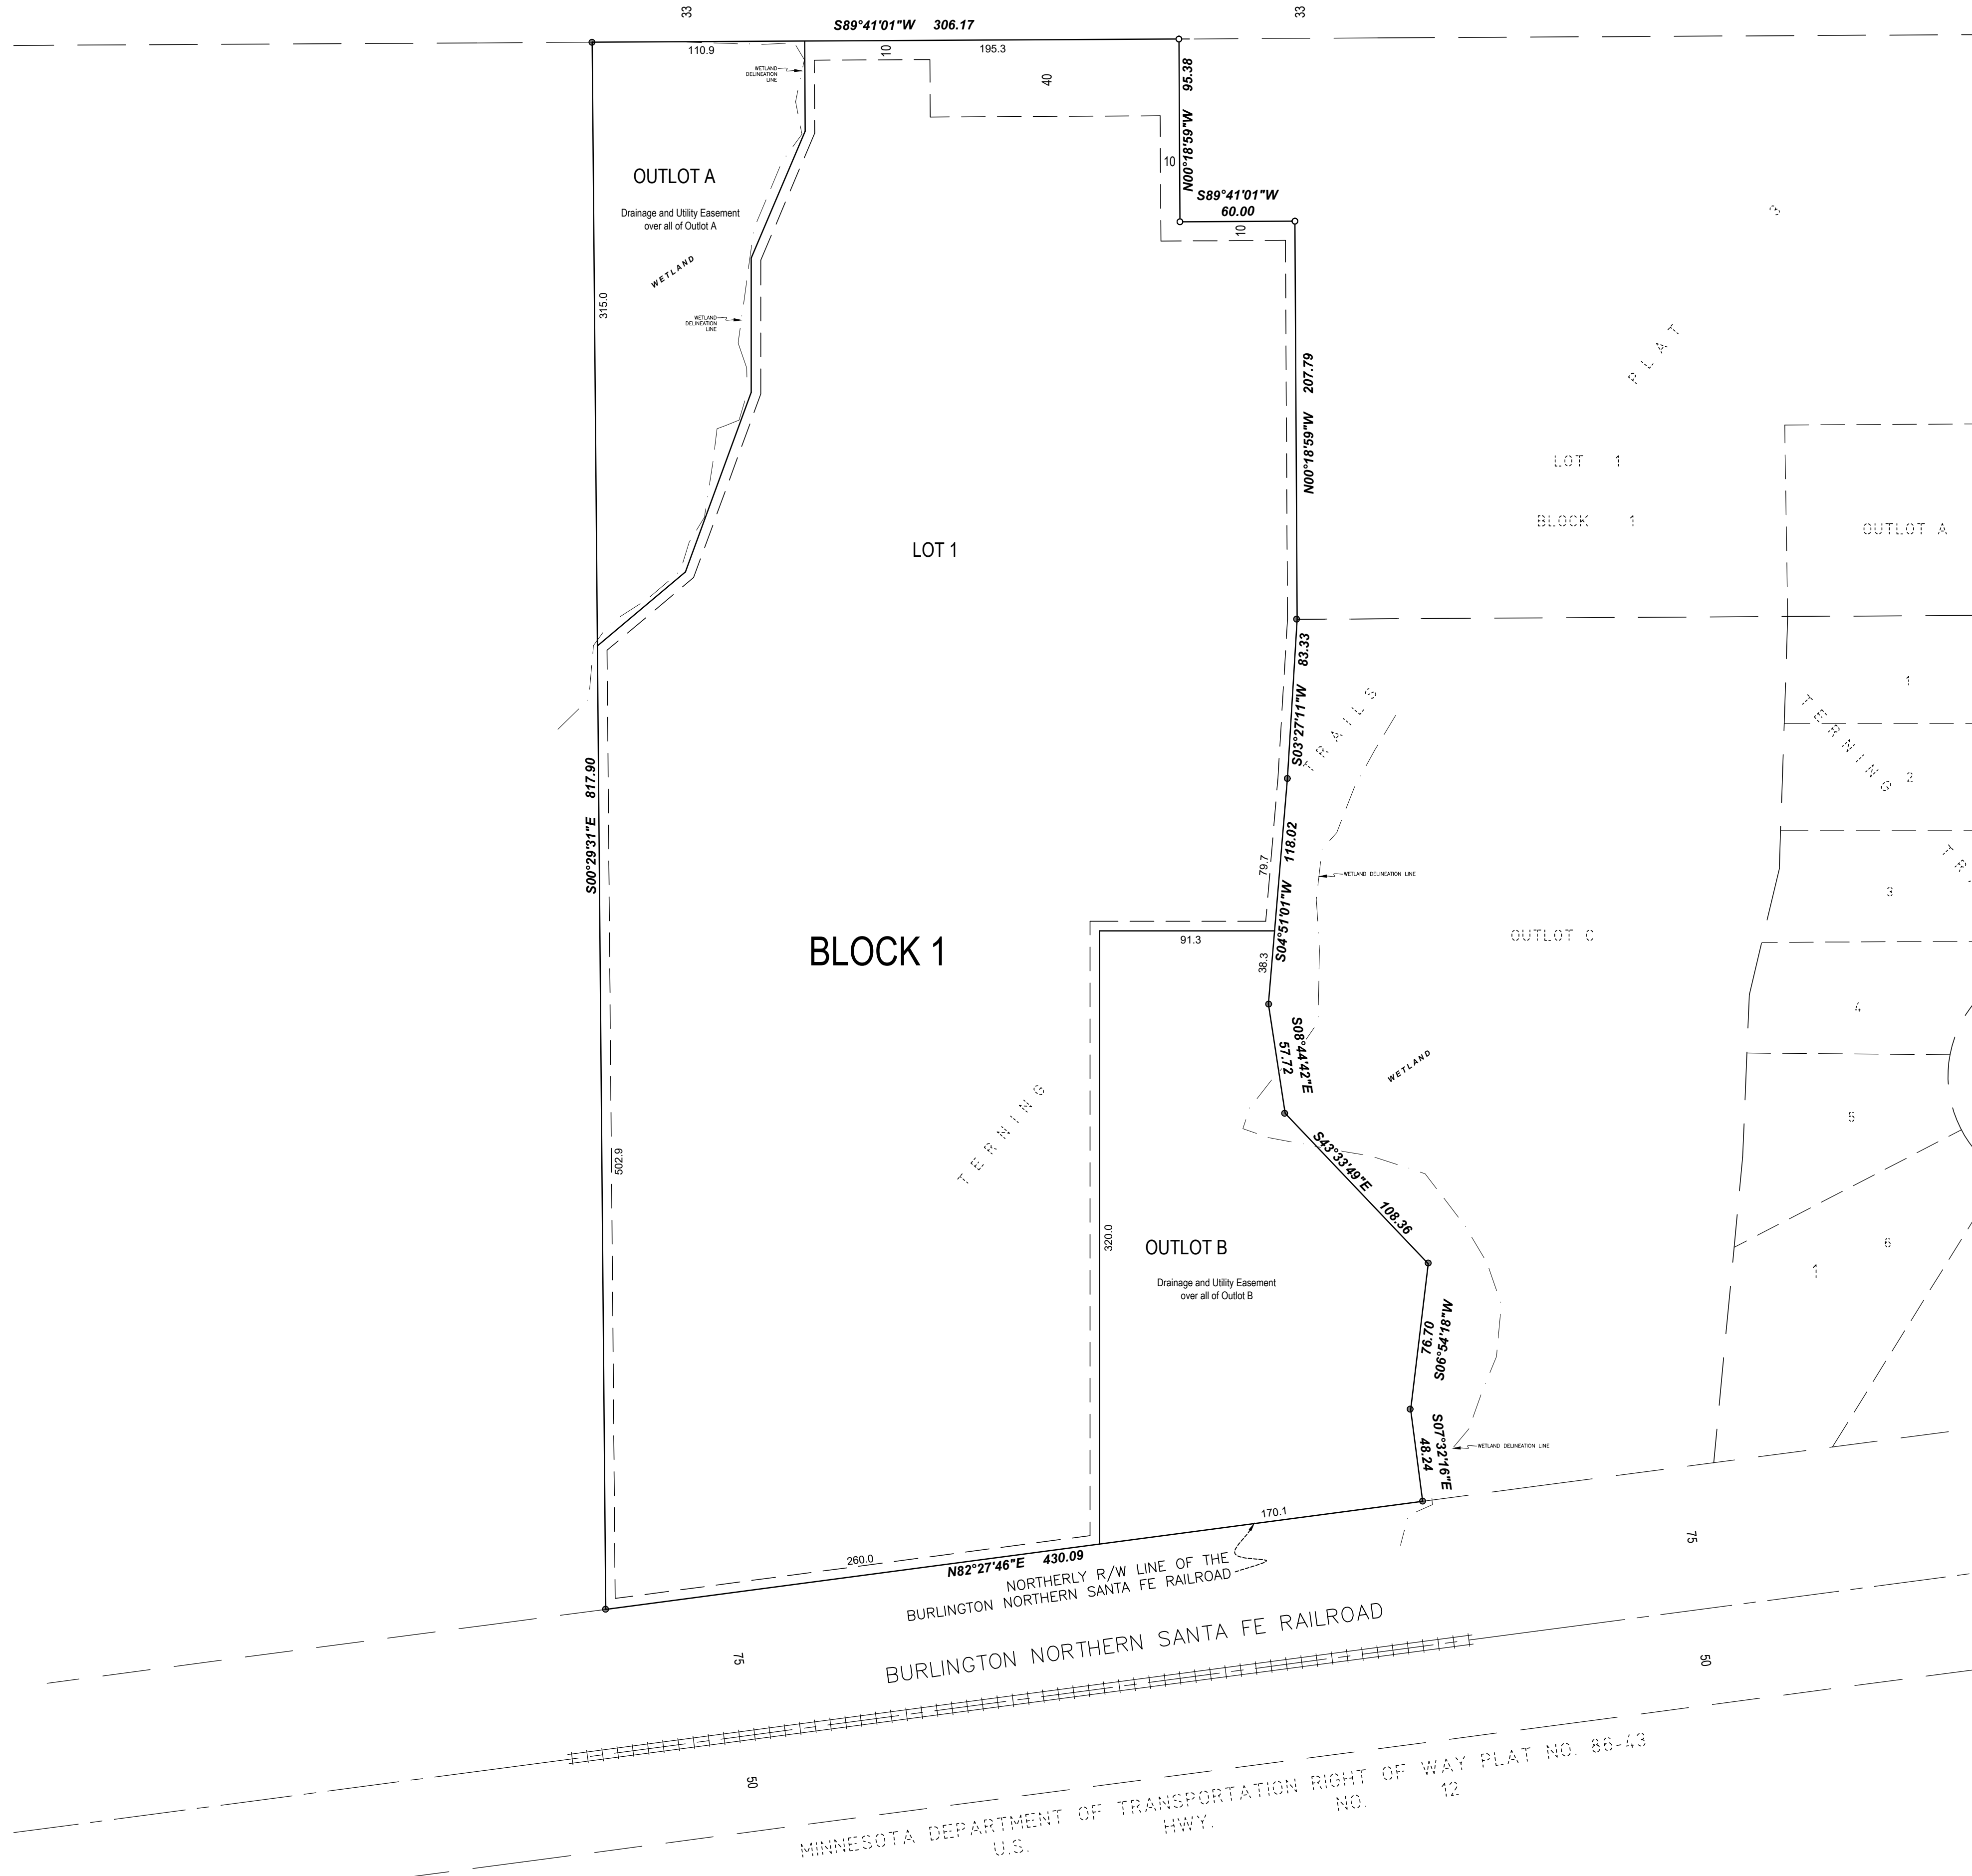 33
33
S89°41'01"W 306.17
110.9
10
195.3
WETLAND
DELINEATION
LINE
40
N00°18'59"W 95.38
10
OUTLOT A
S89°41'01"W
60.00
10
Drainage and Utility Easement
over all of Outlot A
WETLAND
315.0
WETLAND
DELINEATION
LINE
3
PLAT
N00°18'59"W 207.79
LOT 1
BLOCK 1
OUTLOT A
LOT 1
S03°27'11"W 83.33
TRAILS
1
TERNING
2
S00°29'31"E 817.90
79.7
S04°51'01"W 118.02
WETLAND DELINEATION LINE
TR
3
BLOCK 1
91.3
38.3
OUTLOT C
4
S08°44'42"E
57.72
WETLAND
5
TERNING
502.9
S43°33'49"E 108.36
320.0
OUTLOT B
6
1
Drainage and Utility Easement
over all of Outlot B
76.70
S06°54'18"W
S07°32'16"E
48.24
WETLAND DELINEATION LINE
170.1
75
260.0
N82°27'46"E 430.09
NORTHERLY R/W LINE OF THE
BURLINGTON NORTHERN SANTA FE RAILROAD
BURLINGTON NORTHERN SANTA FE RAILROAD
75
50
50
MINNESOTA DEPARTMENT OF TRANSPORTATION RIGHT OF WAY PLAT NO. 86-43
U.S. HWY. NO. 12